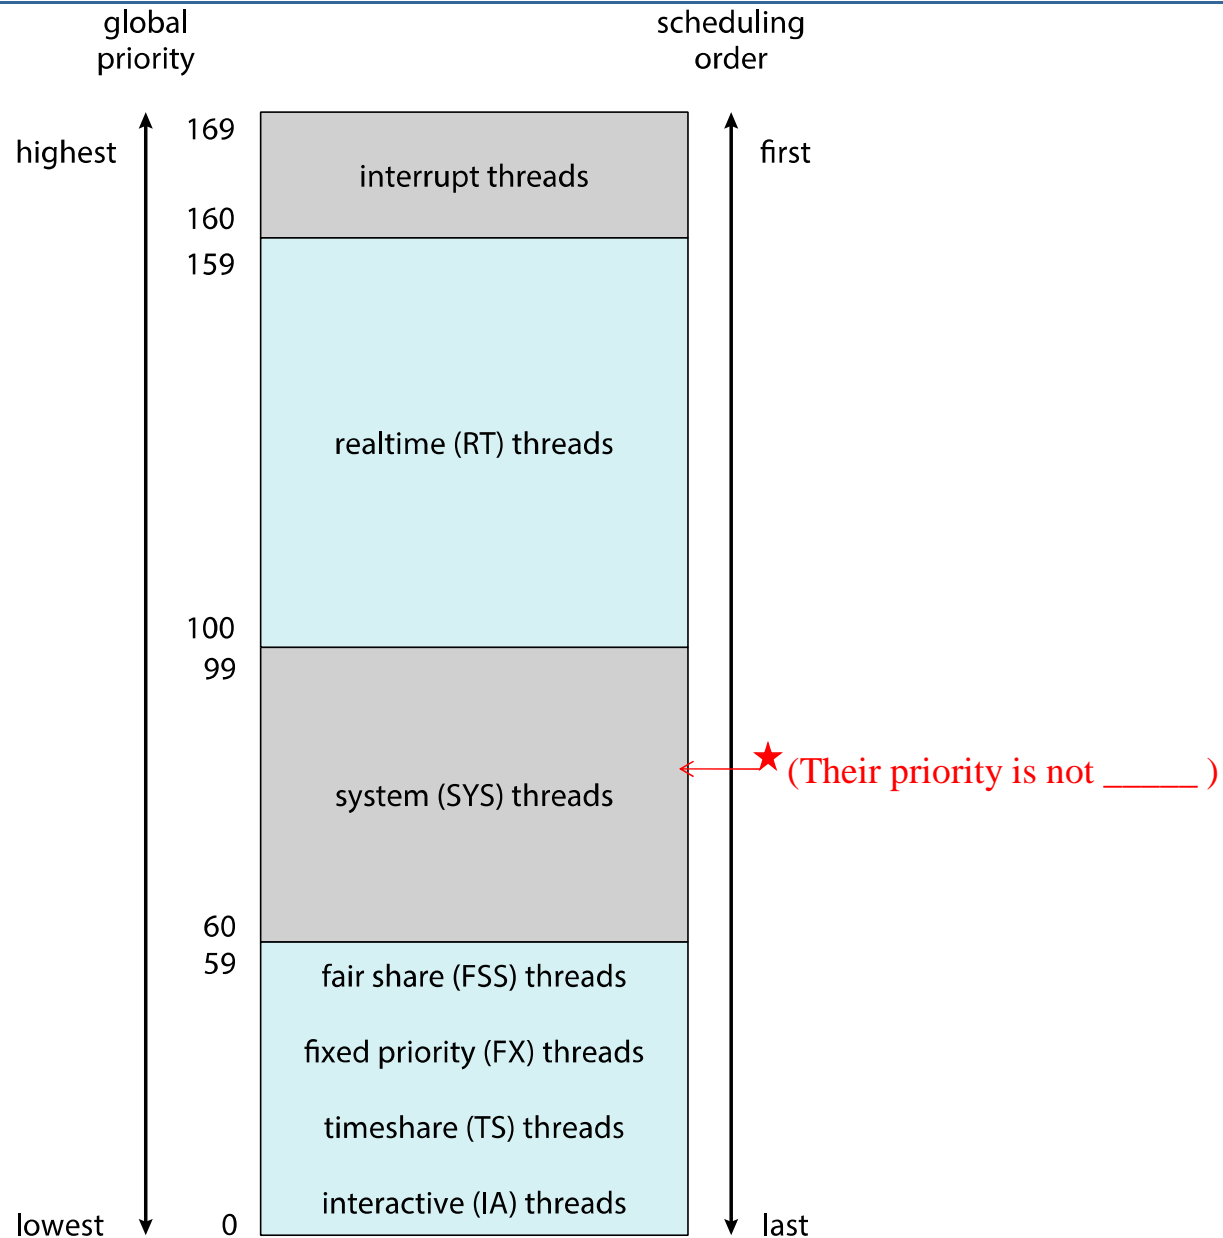 global
priority
scheduling
order
highest
169
interrupt threads
first
160
159
realtime (RT) threads
100
99
★ (Their priority is not _____ )
system (SYS) threads
60
59
fair share (FSS) threads
fixed priority (FX) threads
timeshare (TS) threads
interactive (IA) threads
lowest
0
last